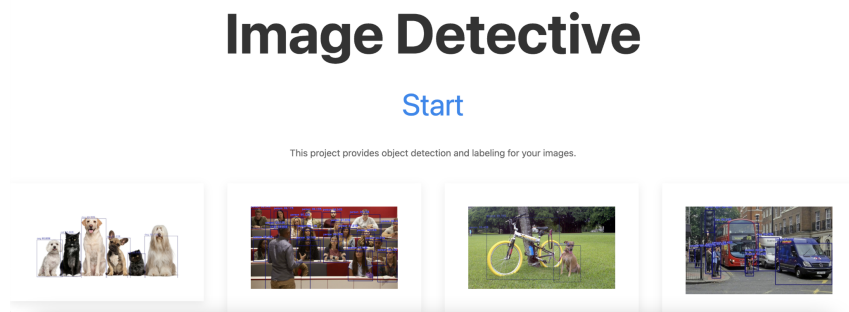 Image Detective
Start
This project provides object detection and labeling for your images.